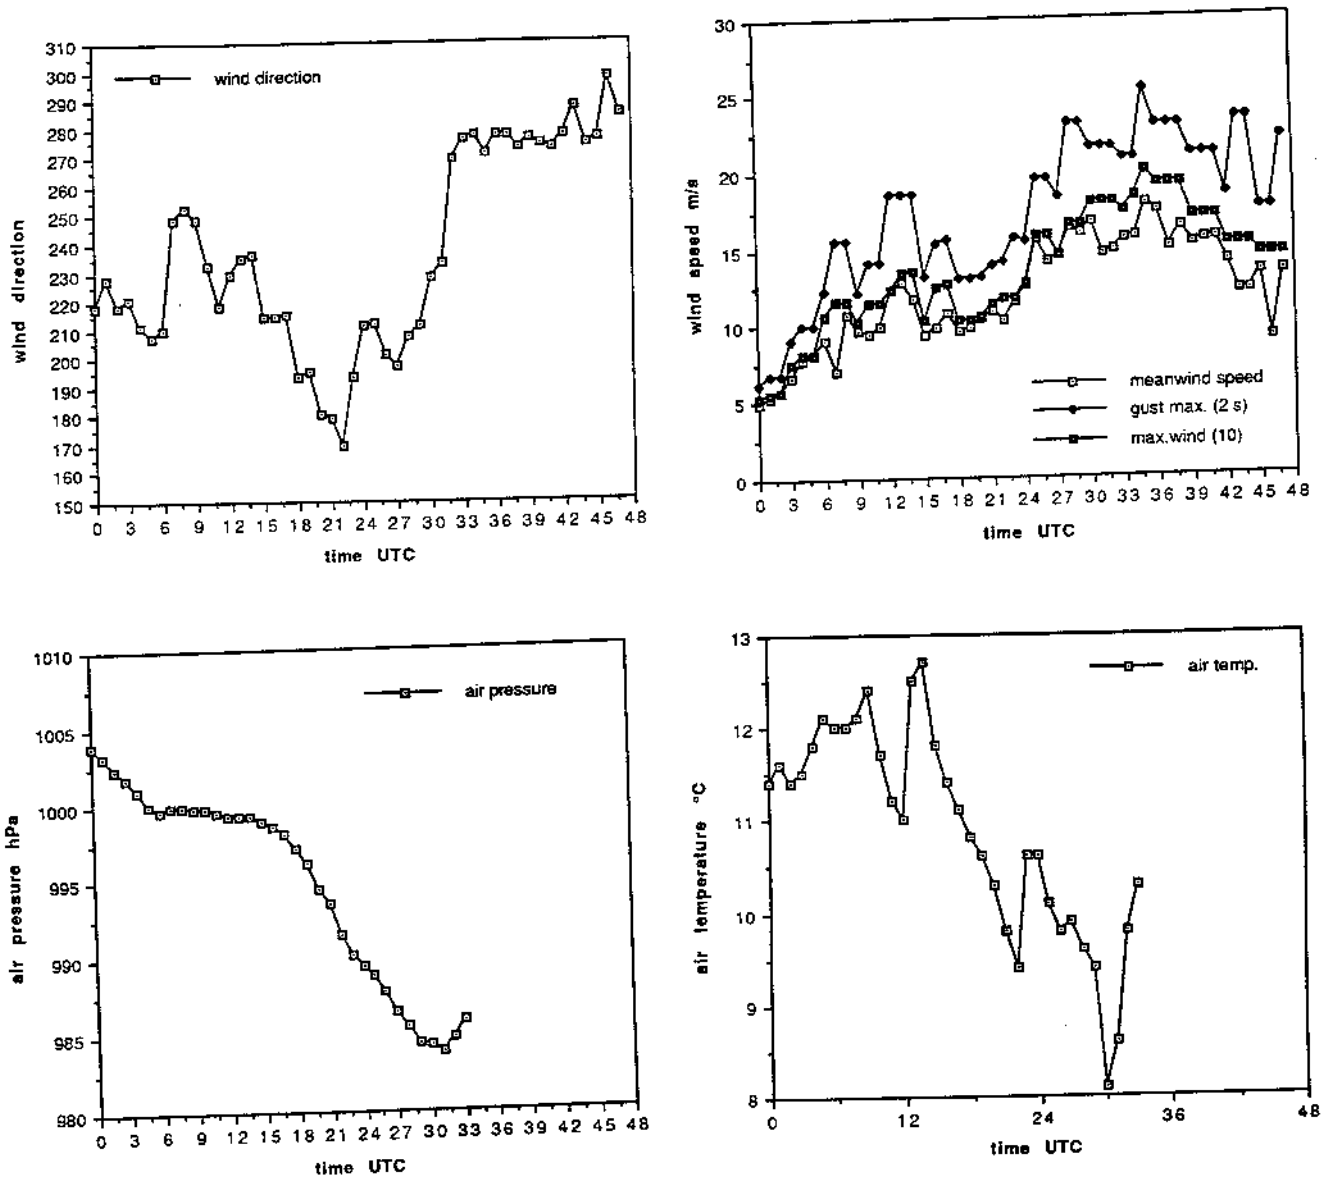 310
300
290
280
270
260
250
240
230
220
210
200
190
180
170
160
150
wind direction
wind direction
0 3 6 9 12 15 18 21 24 27 30 33 36 39 42 45 48
time UTC
30
25
20
15
10
5
0
wind speed m/s
meanwind speed
gust max. (2 s)
max.wind (10)
0 3 6 9 12 15 18 21 24 27 30 33 36 39 42 45 48
time UTC
1010
1005
1000
995
990
985
980
air pressure hPa
air pressure
0 3 6 9 12 15 18 21 24 27 30 33 36 39 42 45 48
time UTC
13
12
11
10
9
8
air temperature °C
air temp.
0 12 24 36 48
time UTC